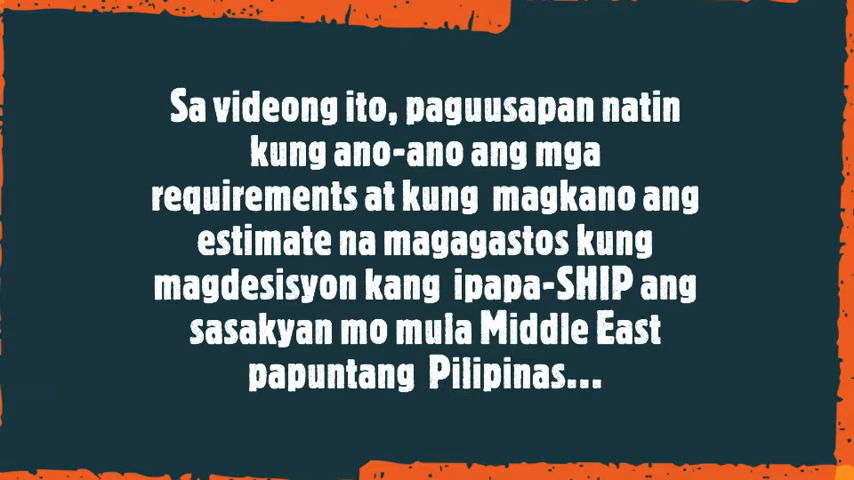 Sa videong ito, paguusapan natin
kung ano-ano ang mga
requirements at kung magkano ang
estimate na magagastos kung
magdesisyon kang ipapa-SHIP ang
sasakyan mo mula Middle East
papuntang Pilipinas...